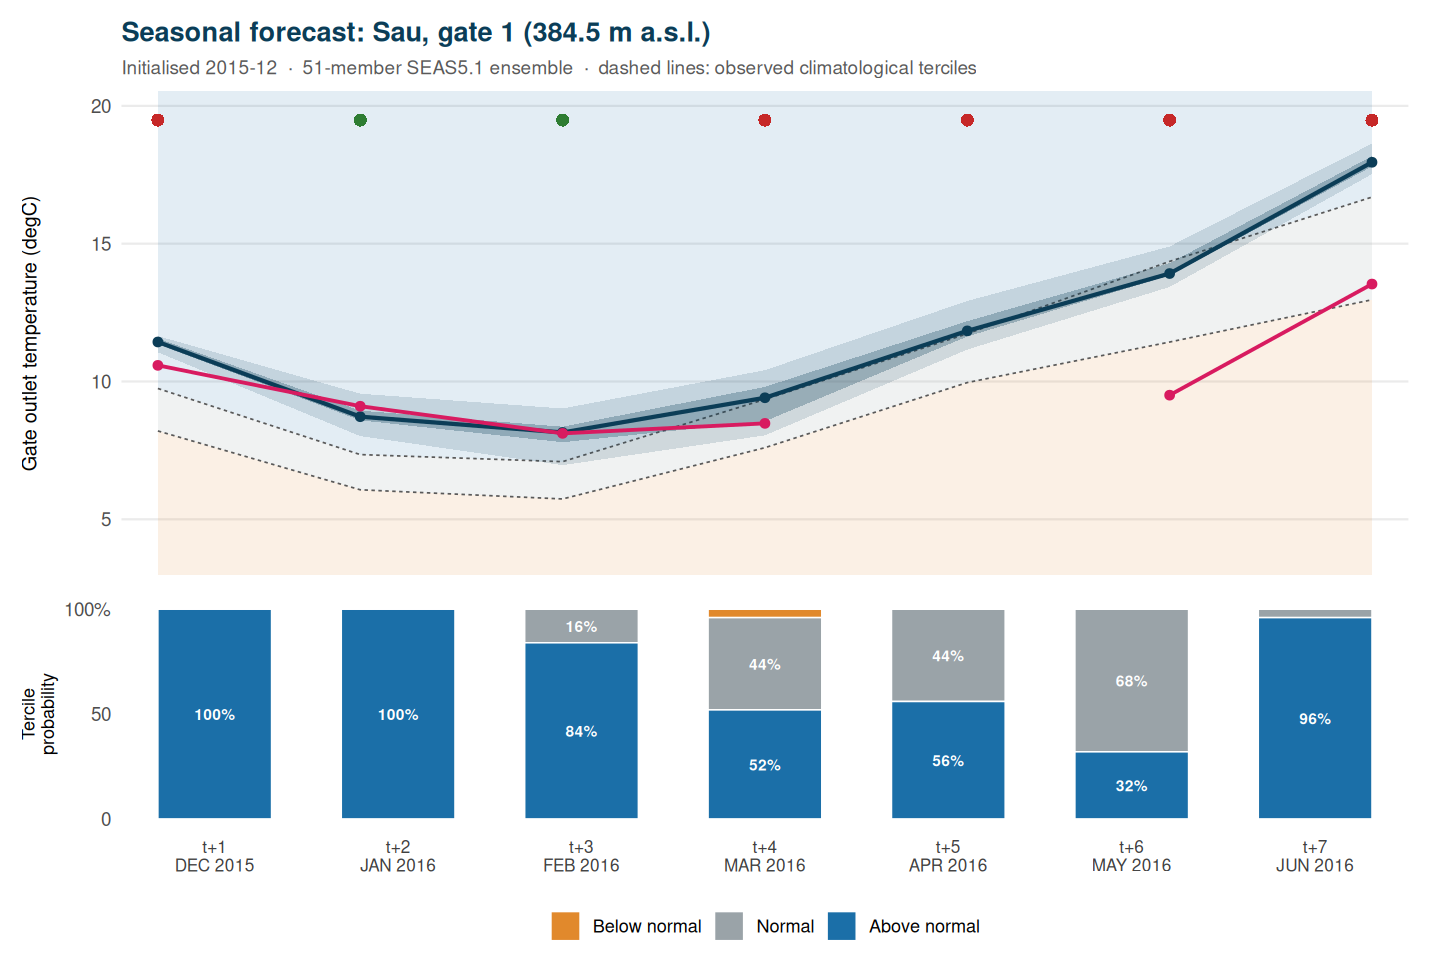 Seasonal forecast: Sau, gate 1 (384.5 m a.s.l.)
Initialised 2015-12 · 51-member SEAS5.1 ensemble · dashed lines: observed climatological terciles
Gate outlet temperature (degC)
20
15
10
5
Tercile
probability
100%
50
0
100%
100%
16%
84%
44%
52%
44%
56%
68%
32%
96%
t+1
DEC 2015
t+2
JAN 2016
t+3
FEB 2016
t+4
MAR 2016
t+5
APR 2016
t+6
MAY 2016
t+7
JUN 2016
Below normal
Normal
Above normal